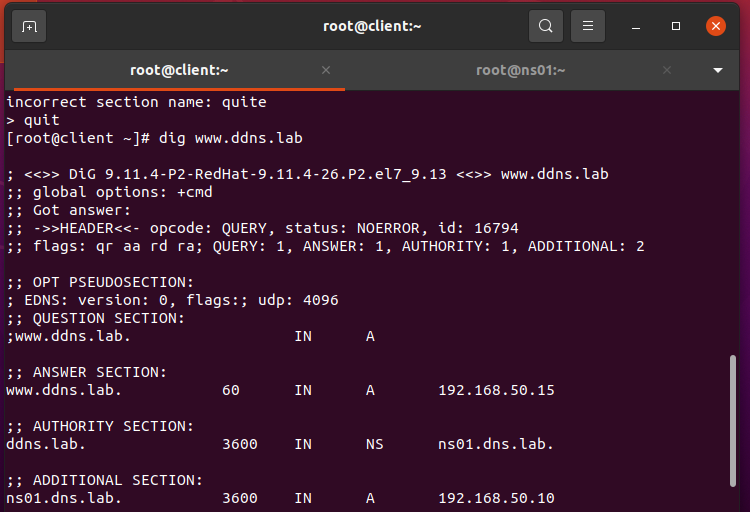 root@client:~
root@client:~ root@ns01:~
incorrect section name: quite
> quit
[root@client ~]# dig www.ddns.lab
; <<>> DiG 9.11.4-P2-RedHat-9.11.4-26.P2.el7_9.13 <<>> www.ddns.lab
;; global options: +cmd
;; Got answer:
;; ->>HEADER<<- opcode: QUERY, status: NOERROR, id: 16794
;; flags: qr aa rd ra; QUERY: 1, ANSWER: 1, AUTHORITY: 1, ADDITIONAL: 2
;; OPT PSEUDOSECTION:
; EDNS: version: 0, flags:; udp: 4096
;; QUESTION SECTION:
;www.ddns.lab. IN A
;; ANSWER SECTION:
www.ddns.lab. 60 IN A 192.168.50.15
;; AUTHORITY SECTION:
ddns.lab. 3600 IN NS ns01.dns.lab.
;; ADDITIONAL SECTION:
ns01.dns.lab. 3600 IN A 192.168.50.10